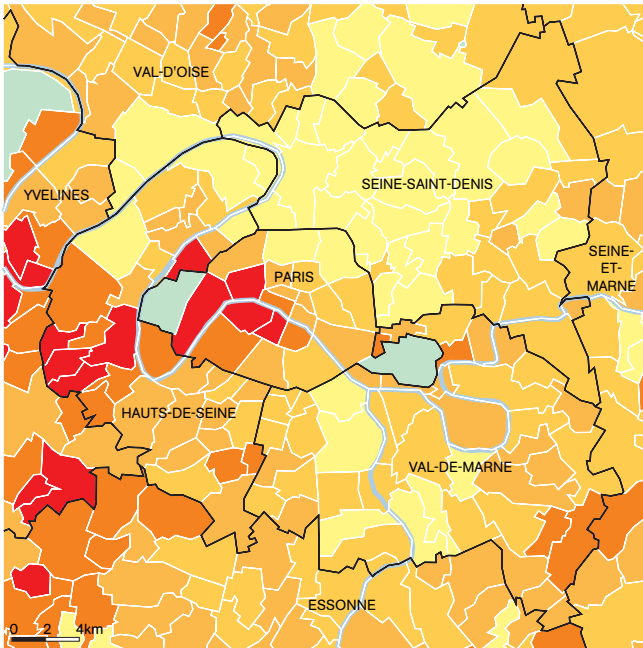 VAL-D'OISE
YVELINES
SEINE-SAINT-DENIS
SEINE-
ET-
MARNE
PARIS
HAUTS-DE-SEINE
VAL-DE-MARNE
ESSONNE
0 2 4km